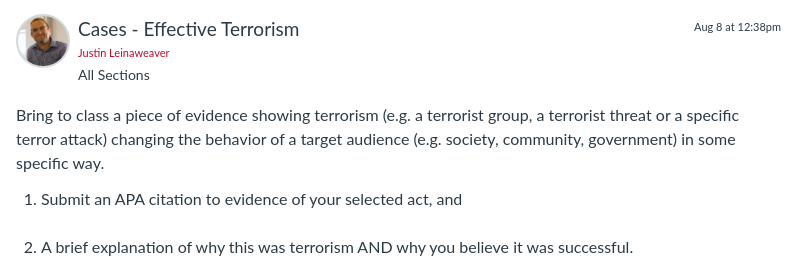 Cases - Effective Terrorism
Aug 8 at 12:38pm
Justin Leinaweaver
All Sections
Bring to class a piece of evidence showing terrorism (e.g. a terrorist group, a terrorist threat or a specific
terror attack) changing the behavior of a target audience (e.g. society, community, government) in some
specific way.
1. Submit an APA citation to evidence of your selected act, and
2. A brief explanation of why this was terrorism AND why you believe it was successful.